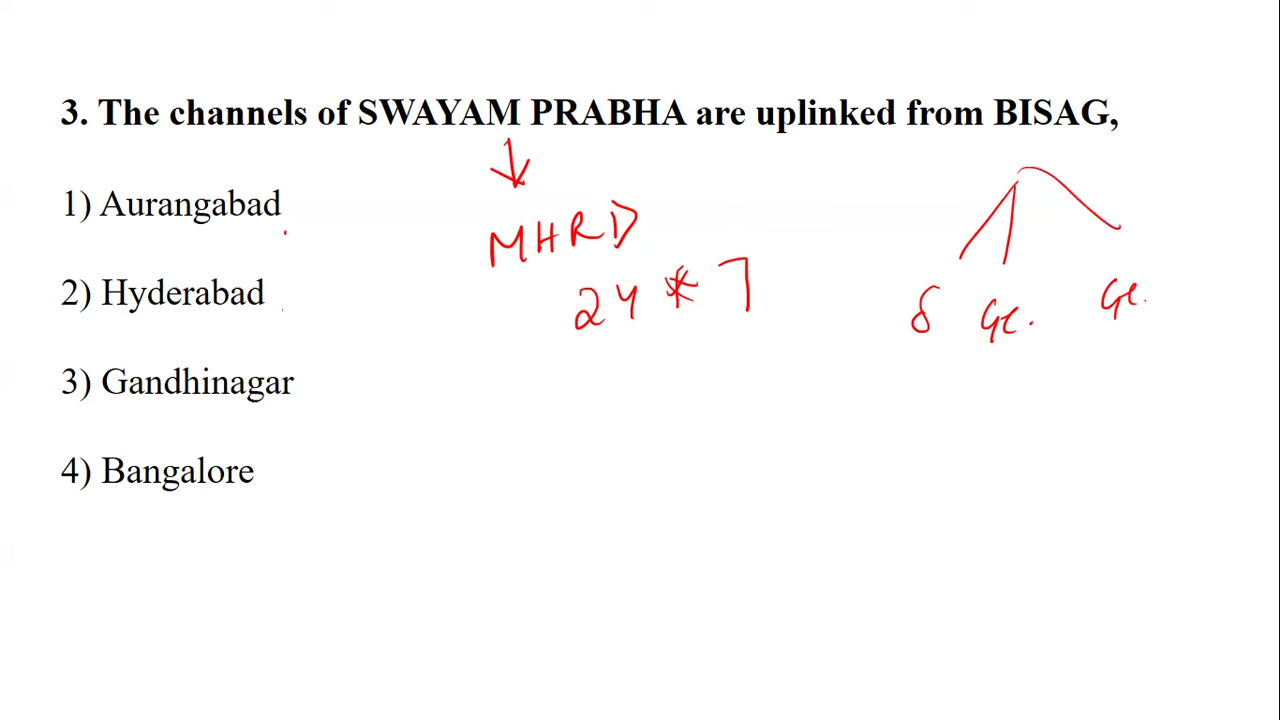 3. The channels of SWAYAM PRABHA are uplinked from BISAG,
1) Aurangabad
MHRD
2) Hyderabad
24 * 7
3) Gandhinagar
4) Bangalore